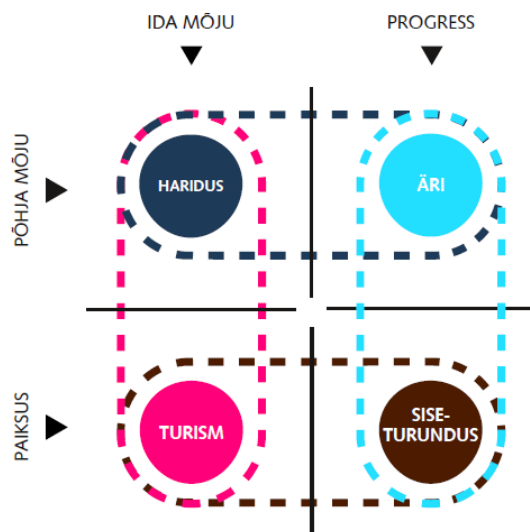 IDA MÕJU
PROGRESS
PÕHJA MÕJU
HARIDUS
ÄRI
PAIKSUS
TURISM
SISE-
TURUNDUS